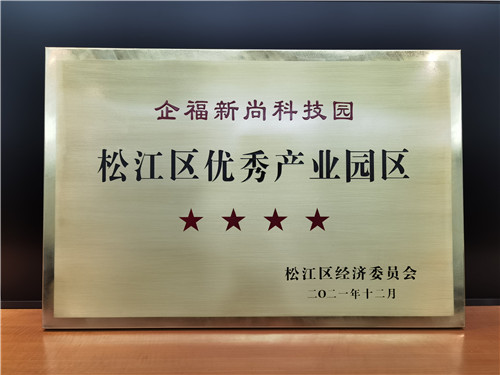 企福新尚科技园
松江区优秀产业园区
★ ★ ★ ★
松江区经济委员会
二〇二一年十二月